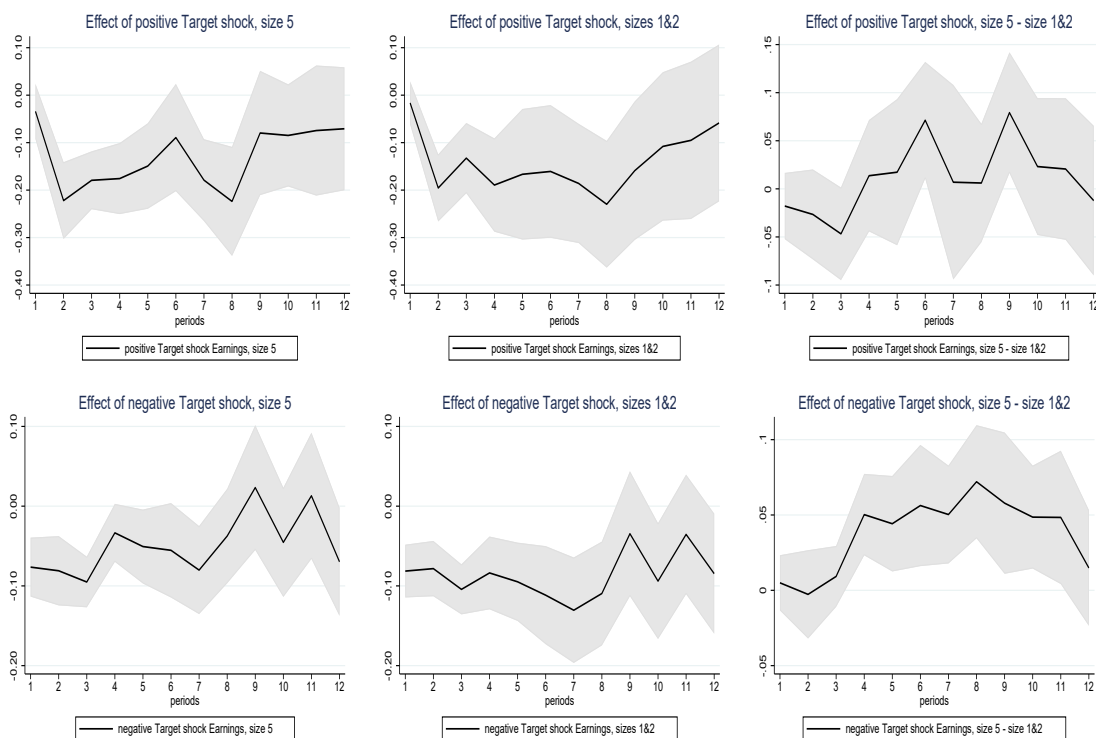 Effect of positive Target shock, size 5
0.10
0.00
-0.10
-0.20
-0.30
-0.40
1 2 3 4 5 6 7 8 9 10 11 12
periods
positive Target shock Earnings, size 5
Effect of positive Target shock, sizes 1&2
0.10
0.00
-0.10
-0.20
-0.30
-0.40
1 2 3 4 5 6 7 8 9 10 11 12
periods
positive Target shock Earnings, sizes 1&2
Effect of positive Target shock, size 5 - size 1&2
.15
.1
.05
0
-.05
-.1
1 2 3 4 5 6 7 8 9 10 11 12
periods
positive Target shock Earnings, size 5 - size 1&2
Effect of negative Target shock, size 5
0.10
0.00
-0.10
-0.20
1 2 3 4 5 6 7 8 9 10 11 12
periods
negative Target shock Earnings, size 5
Effect of negative Target shock, sizes 1&2
0.10
0.00
-0.10
-0.20
1 2 3 4 5 6 7 8 9 10 11 12
periods
negative Target shock Earnings, sizes 1&2
Effect of negative Target shock, size 5 - size 1&2
.1
.05
0
-.05
1 2 3 4 5 6 7 8 9 10 11 12
periods
negative Target shock Earnings, size 5 - size 1&2